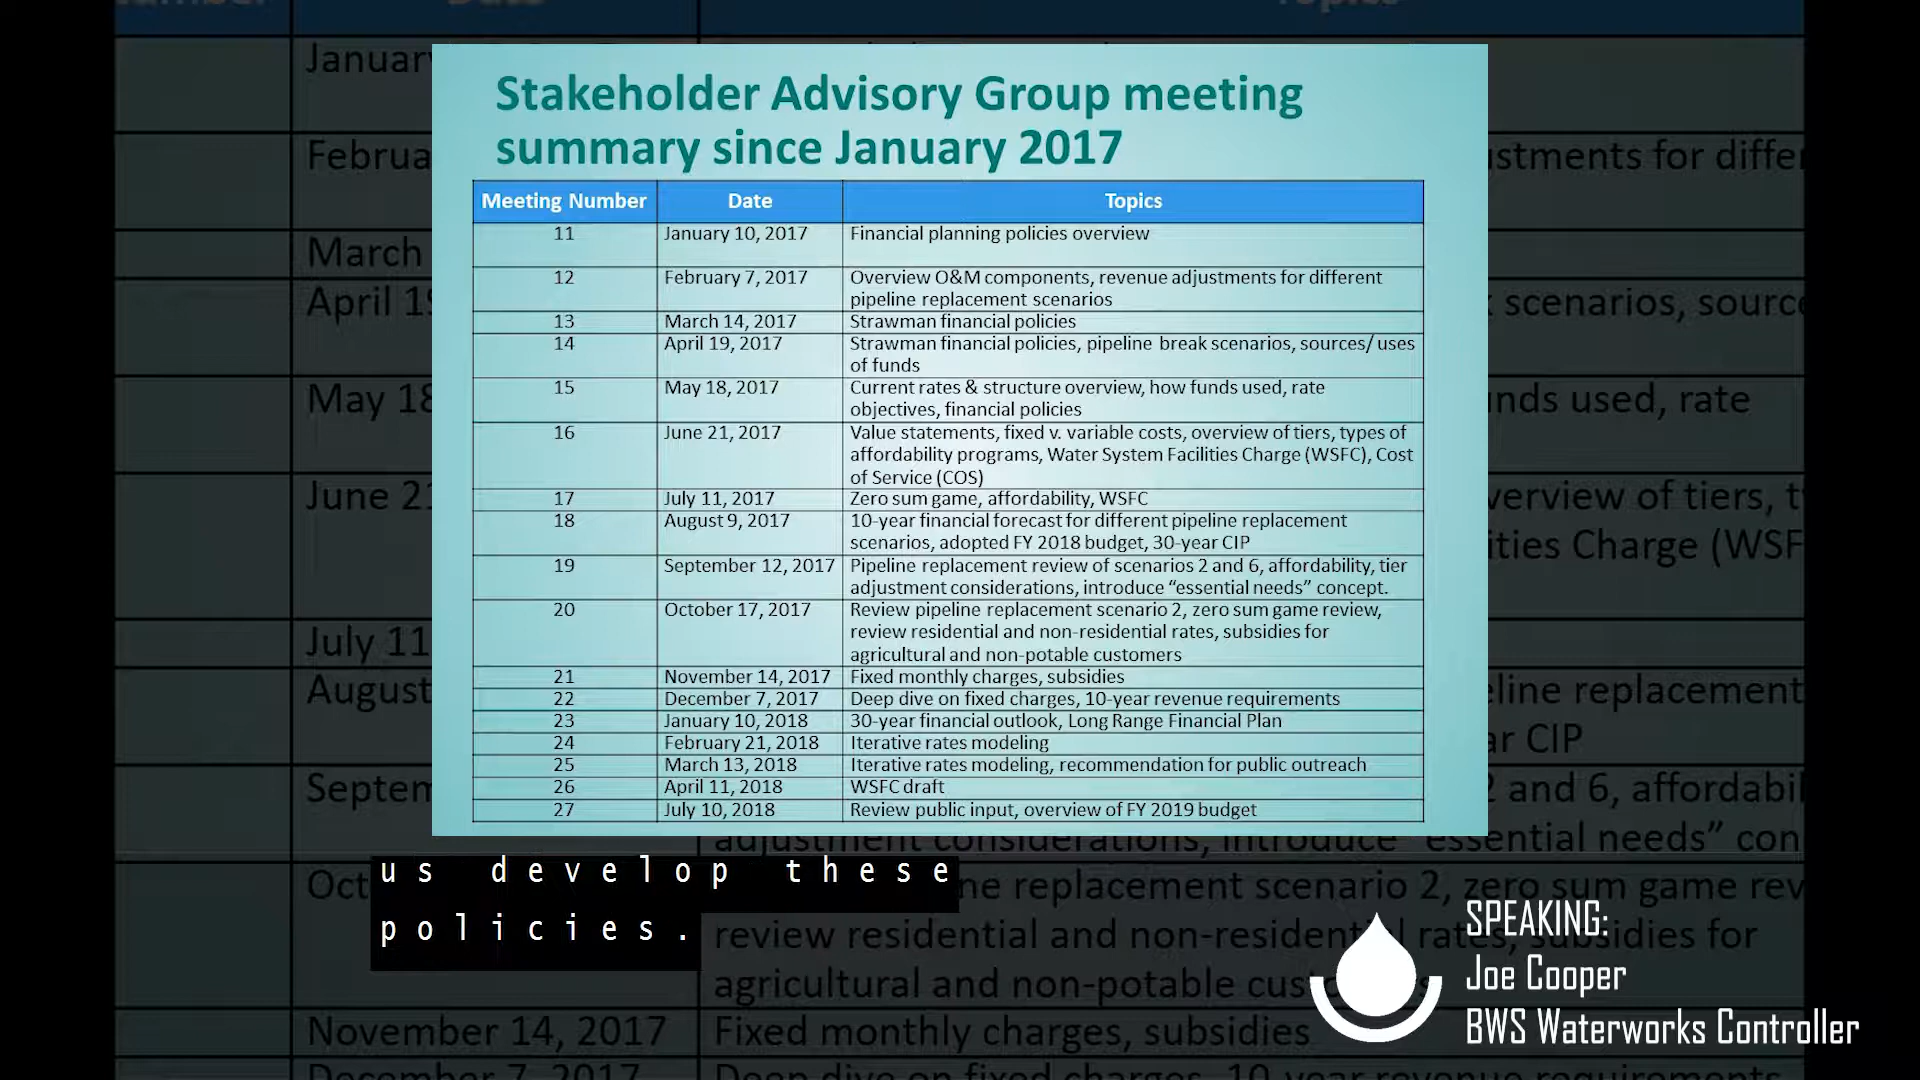 Stakeholder Advisory Group meeting
summary since January 2017
Meeting Number Date Topics
11 January 10, 2017 Financial planning policies overview
12 February 7, 2017 Overview O&M components, revenue adjustments for different
pipeline replacement scenarios
13 March 14, 2017 Strawman financial policies
14 April 19, 2017 Strawman financial policies, pipeline break scenarios, sources/ uses
of funds
15 May 18, 2017 Current rates & structure overview, how funds used, rate
objectives, financial policies
16 June 21, 2017 Value statements, fixed v. variable costs, overview of tiers, types of
affordability programs, Water System Facilities Charge (WSFC), Cost
of Service (COS)
17 July 11, 2017 Zero sum game, affordability, WSFC
18 August 9, 2017 10-year financial forecast for different pipeline replacement
scenarios, adopted FY 2018 budget, 30-year CIP
19 September 12, 2017 Pipeline replacement review of scenarios 2 and 6, affordability, tier
adjustment considerations, introduce “essential needs” concept.
20 October 17, 2017 Review pipeline replacement scenario 2, zero sum game review,
review residential and non-residential rates, subsidies for
agricultural and non-potable customers
21 November 14, 2017 Fixed monthly charges, subsidies
22 December 7, 2017 Deep dive on fixed charges, 10-year revenue requirements
23 January 10, 2018 30-year financial outlook, Long Range Financial Plan
24 February 21, 2018 Iterative rates modeling
25 March 13, 2018 Iterative rates modeling, recommendation for public outreach
26 April 11, 2018 WSFC draft
27 July 10, 2018 Review public input, overview of FY 2019 budget
us develop these
policies.
SPEAKING:
Joe Cooper
BWS Waterworks Controller